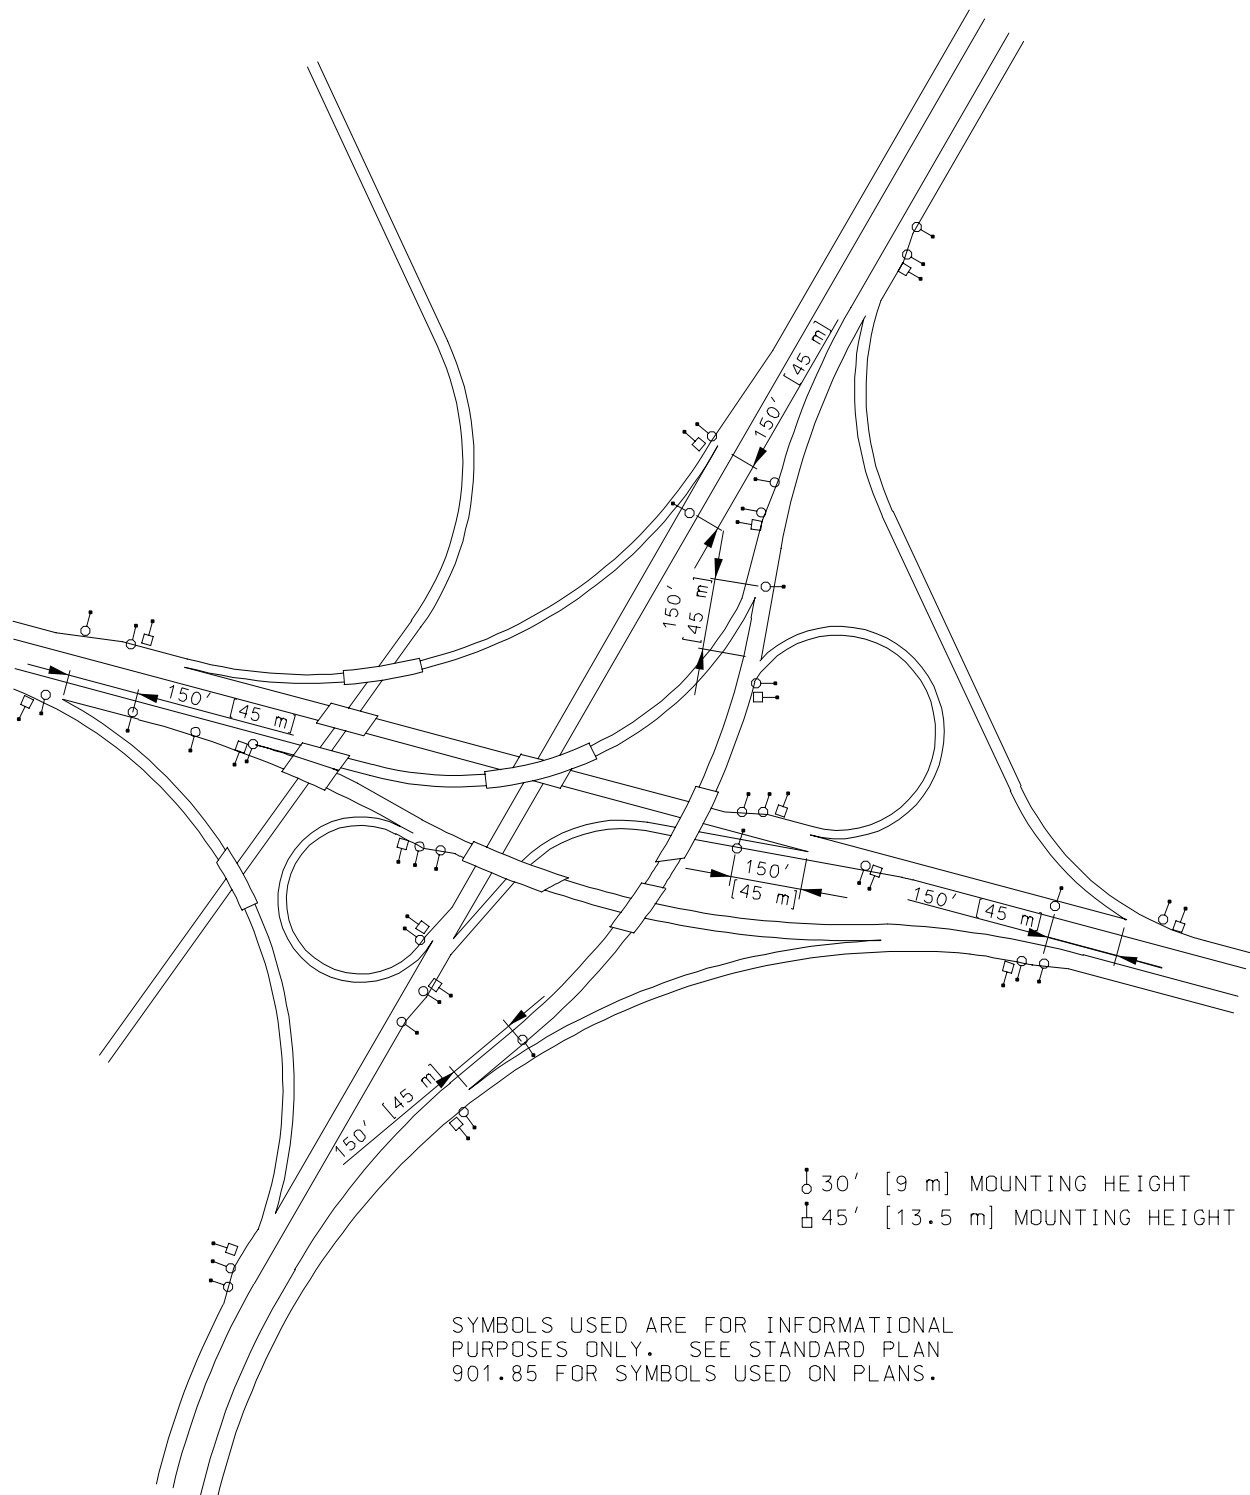 150' [45 m]
150'
[45 m]
150' [45 m]
150'
[45 m]
150' [45 m]
150' [45 m]
30' [9 m] MOUNTING HEIGHT
45' [13.5 m] MOUNTING HEIGHT
SYMBOLS USED ARE FOR INFORMATIONAL
PURPOSES ONLY. SEE STANDARD PLAN
901.85 FOR SYMBOLS USED ON PLANS.